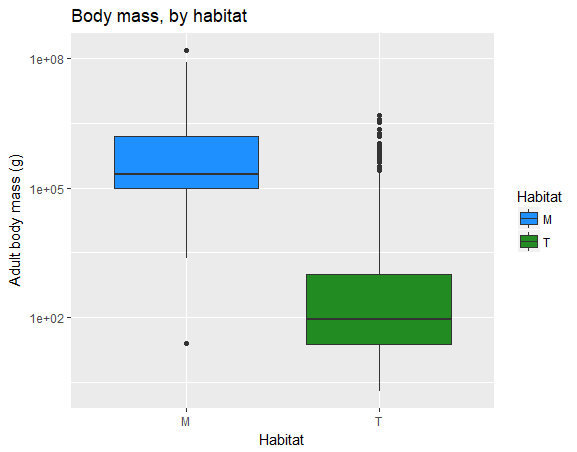 Body mass, by habitat
Adult body mass (g)
1e+08
1e+05
1e+02
M
T
Habitat
Habitat
M
T